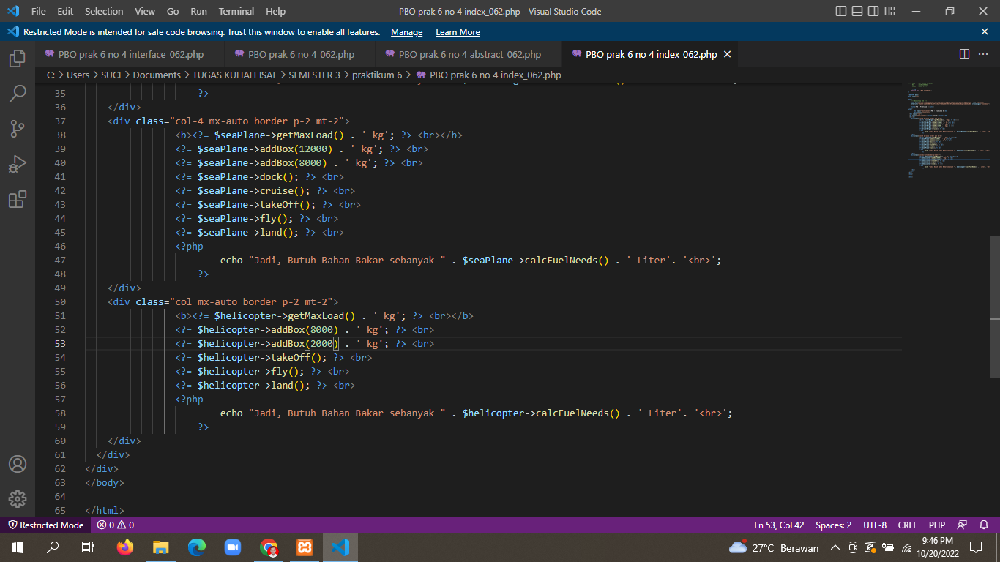 File Edit Selection View Go Run Terminal Help PBO prak 6 no 4 index_062.php - Visual Studio Code
Restricted Mode is intended for safe code browsing. Trust this window to enable all features. Manage Learn More
PBO prak 6 no 4 interface_062.php PBO prak 6 no 4_062.php PBO prak 6 no 4 abstract_062.php PBO prak 6 no 4 index_062.php
C: > Users > SUCI > Documents > TUGAS KULIAH ISAL > SEMESTER 3 > praktikum 6 > PBO prak 6 no 4 index_062.php
35 ?>
36 </div>
37 <div class="col-4 mx-auto border p-2 mt-2">
38 <b><?= $seaPlane->getMaxLoad() . ' kg'; ?> <br></b>
39 <?= $seaPlane->addBox(12000) . ' kg'; ?> <br>
40 <?= $seaPlane->addBox(8000) . ' kg'; ?> <br>
41 <?= $seaPlane->dock(); ?> <br>
42 <?= $seaPlane->cruise(); ?> <br>
43 <?= $seaPlane->takeOff(); ?> <br>
44 <?= $seaPlane->fly(); ?> <br>
45 <?= $seaPlane->land(); ?> <br>
46 <?php
47 echo "Jadi, Butuh Bahan Bakar sebanyak " . $seaPlane->calcFuelNeeds() . ' Liter'. '<br>';
48 ?>
49 </div>
50 <div class="col mx-auto border p-2 mt-2">
51 <b><?= $helicopter->getMaxLoad() . ' kg'; ?> <br></b>
52 <?= $helicopter->addBox(8000) . ' kg'; ?> <br>
53 <?= $helicopter->addBox(2000) . ' kg'; ?> <br>
54 <?= $helicopter->takeOff(); ?> <br>
55 <?= $helicopter->fly(); ?> <br>
56 <?= $helicopter->land(); ?> <br>
57 <?php
58 echo "Jadi, Butuh Bahan Bakar sebanyak " . $helicopter->calcFuelNeeds() . ' Liter'. '<br>';
59 ?>
60 </div>
61 </div>
62 </div>
63 </body>
64
65 </html>
Restricted Mode 0 0 Ln 53, Col 42 Spaces: 2 UTF-8 CRLF PHP
27°C Berawan 9:46 PM
10/20/2022